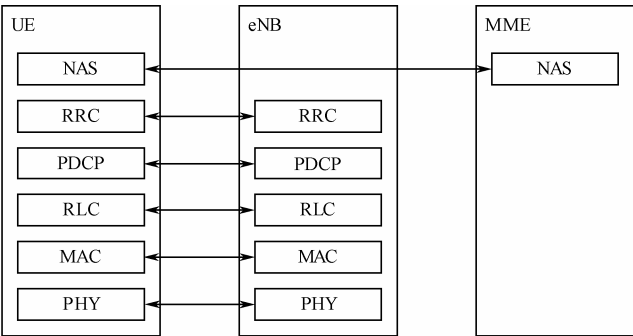 UE eNB MME
NAS NAS
RRC RRC
PDCP PDCP
RLC RLC
MAC MAC
PHY PHY